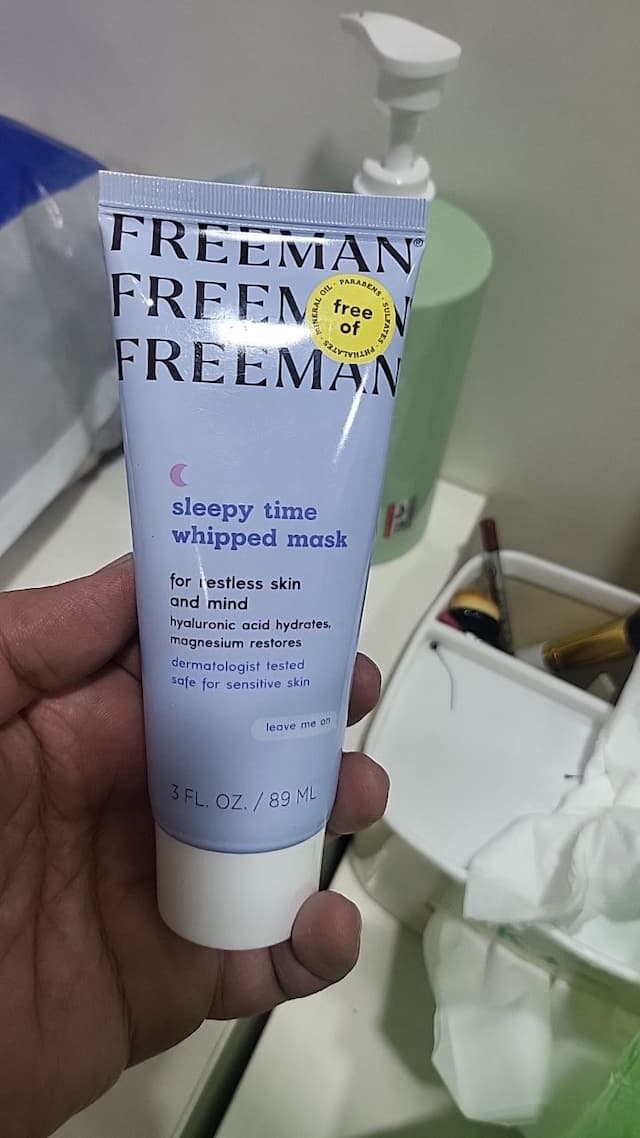 FREEMAN®
FREEMAN
FREEMAN
free
of
MINERAL OIL · PARABENS · SULFATES · PHTHALATES ·
sleepy time
whipped mask
for restless skin
and mind
hyaluronic acid hydrates,
magnesium restores
dermatologist tested
safe for sensitive skin
leave me on
3 FL. OZ. / 89 ML